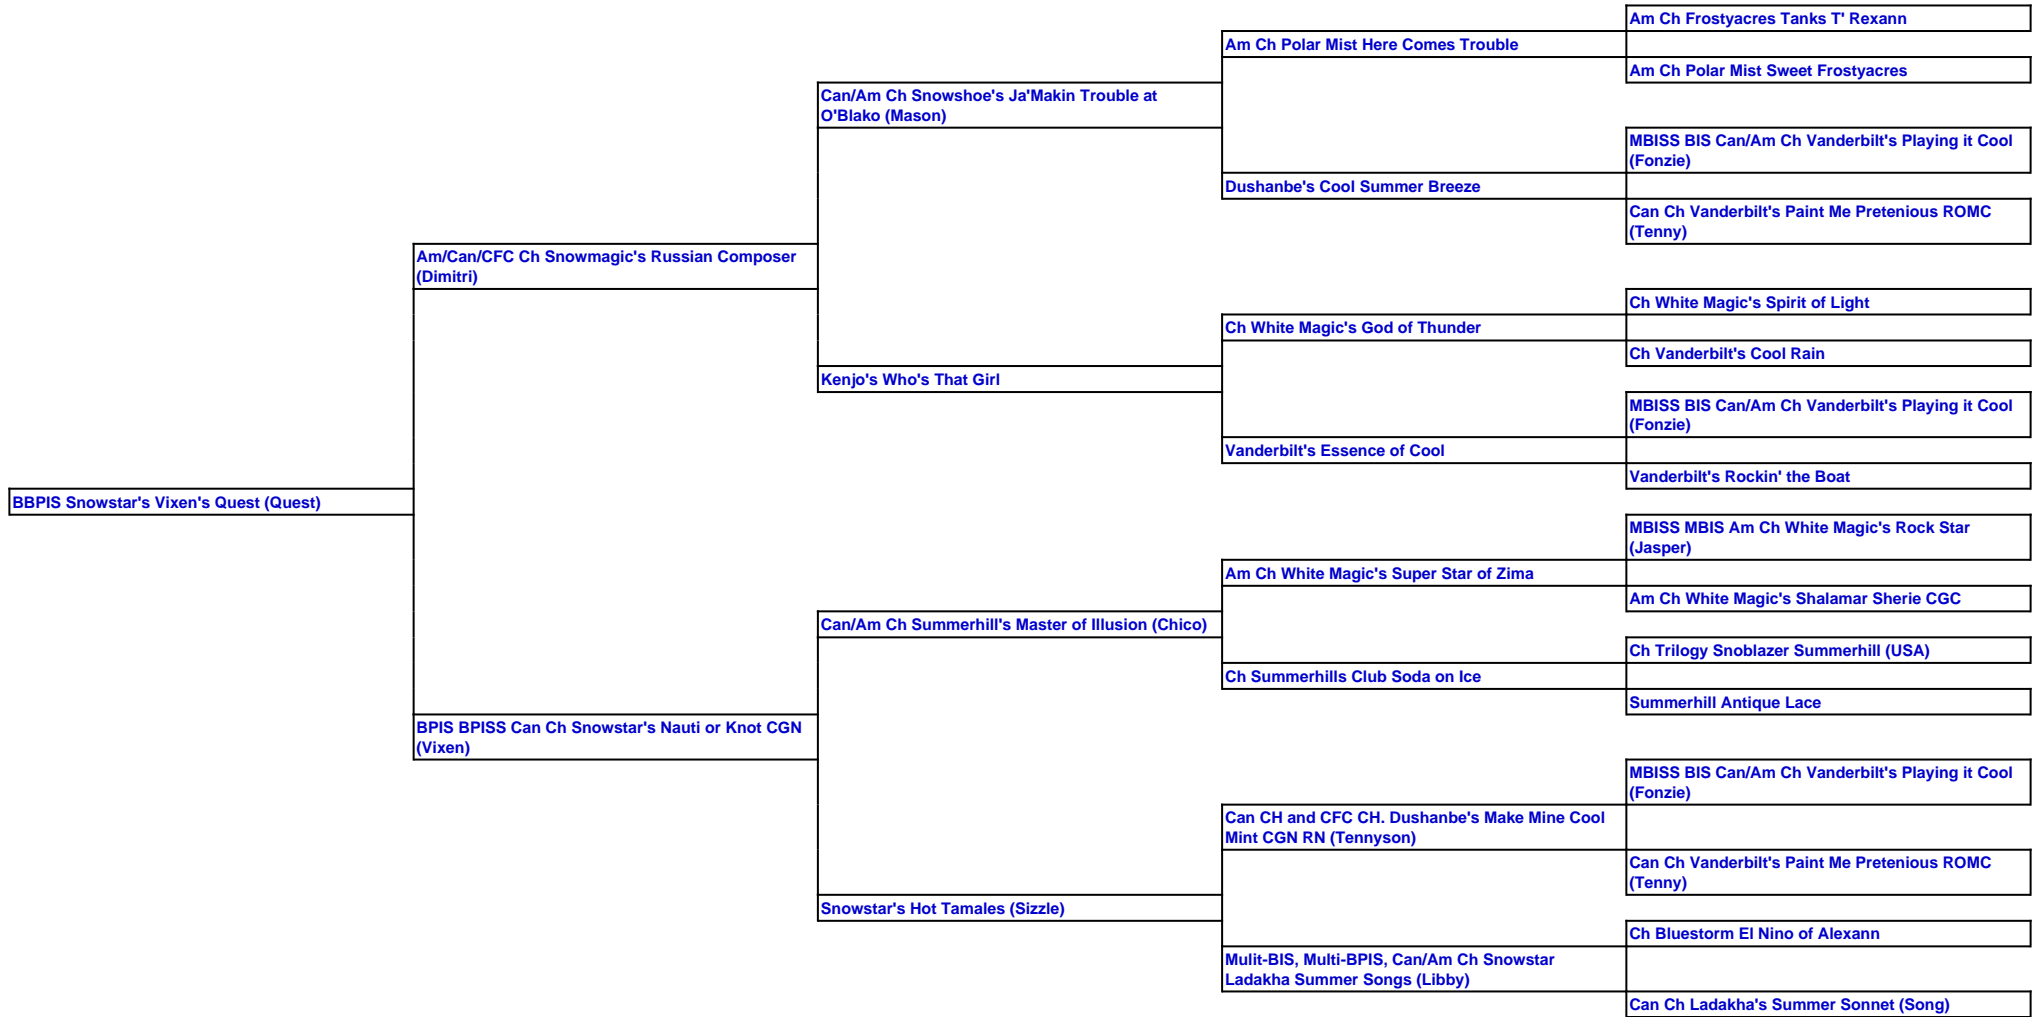 Am Ch Frostyacres Tanks T' Rexann
Am Ch Polar Mist Here Comes Trouble
Am Ch Polar Mist Sweet Frostyacres
Can/Am Ch Snowshoe's Ja'Makin Trouble at
O'Blako (Mason)
MBISS BIS Can/Am Ch Vanderbilt's Playing it Cool
(Fonzie)
Dushanbe's Cool Summer Breeze
Can Ch Vanderbilt's Paint Me Pretenious ROMC
(Tenny)
Am/Can/CFC Ch Snowmagic's Russian Composer
(Dimitri)
Ch White Magic's Spirit of Light
Ch White Magic's God of Thunder
Ch Vanderbilt's Cool Rain
Kenjo's Who's That Girl
MBISS BIS Can/Am Ch Vanderbilt's Playing it Cool
(Fonzie)
Vanderbilt's Essence of Cool
Vanderbilt's Rockin' the Boat
BBPIS Snowstar's Vixen's Quest (Quest)
MBISS MBIS Am Ch White Magic's Rock Star
(Jasper)
Am Ch White Magic's Super Star of Zima
Am Ch White Magic's Shalamar Sherie CGC
Can/Am Ch Summerhill's Master of Illusion (Chico)
Ch Trilogy Snoblazer Summerhill (USA)
Ch Summerhills Club Soda on Ice
Summerhill Antique Lace
BPIS BPISS Can Ch Snowstar's Nauti or Knot CGN
(Vixen)
MBISS BIS Can/Am Ch Vanderbilt's Playing it Cool
(Fonzie)
Can CH and CFC CH. Dushanbe's Make Mine Cool
Mint CGN RN (Tennyson)
Can Ch Vanderbilt's Paint Me Pretenious ROMC
(Tenny)
Snowstar's Hot Tamales (Sizzle)
Ch Bluestorm El Nino of Alexann
Mulit-BIS, Multi-BPIS, Can/Am Ch Snowstar
Ladakha Summer Songs (Libby)
Can Ch Ladakha's Summer Sonnet (Song)